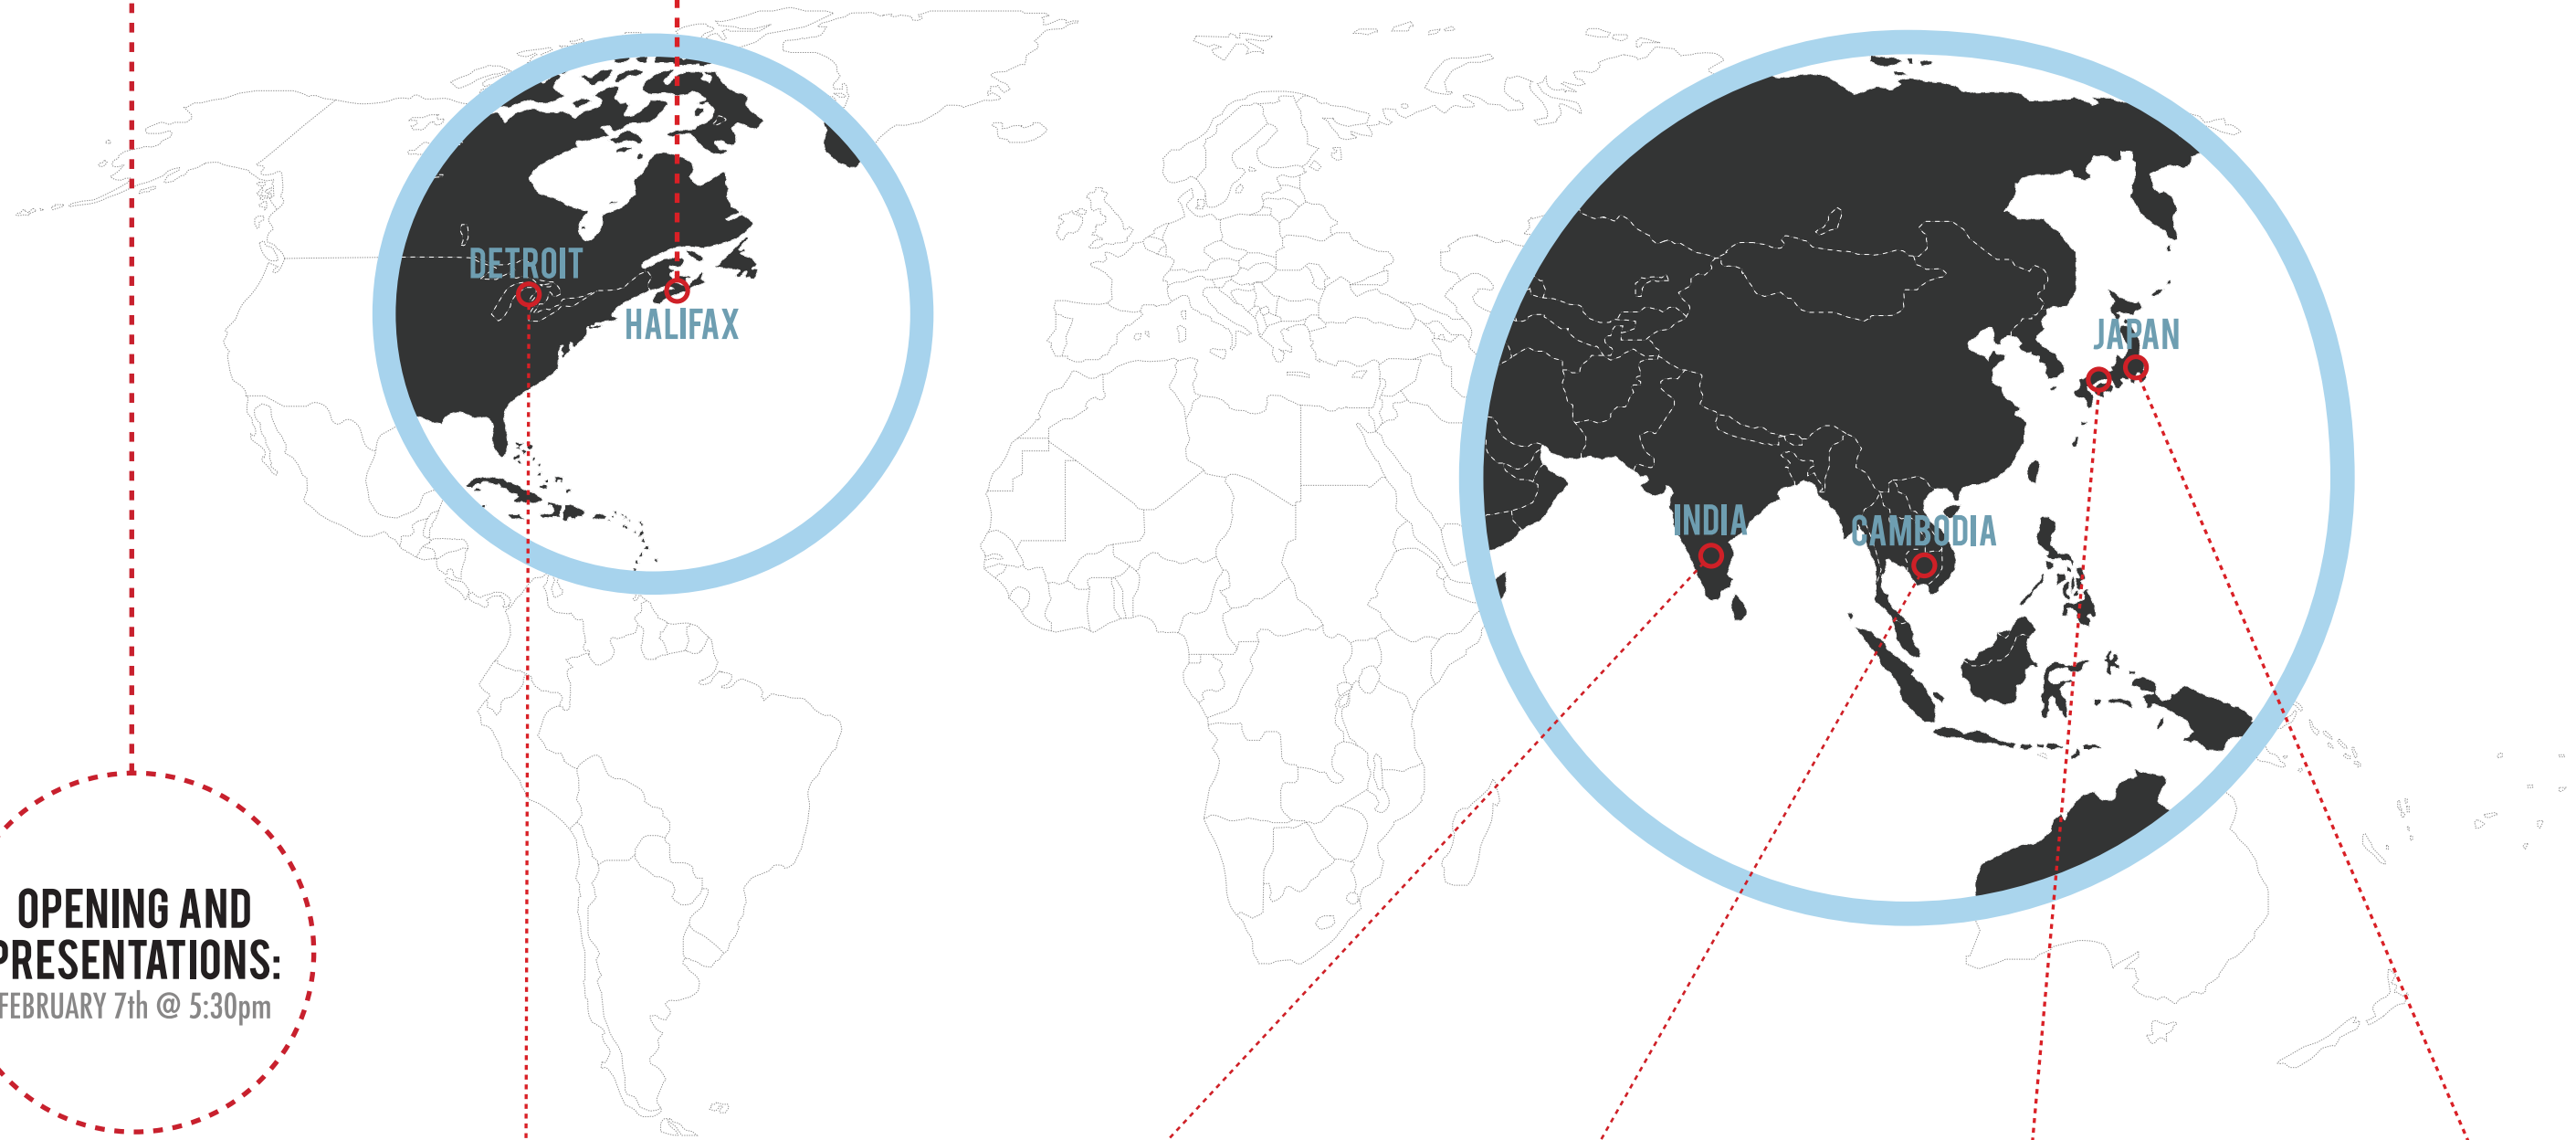 DETROIT
HALIFAX
JAPAN
INDIA
CAMBODIA
OPENING AND
PRESENTATIONS:
FEBRUARY 7th @ 5:30pm